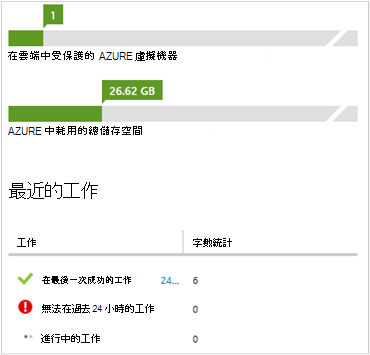 1
在雲端中受保護的 AZURE 虛擬機器
26.62 GB
AZURE 中耗用的總儲存空間
最近的工作
工作 字數統計
在最後一次成功的工作 24... 6
無法在過去 24 小時的工作 0
進行中的工作 0